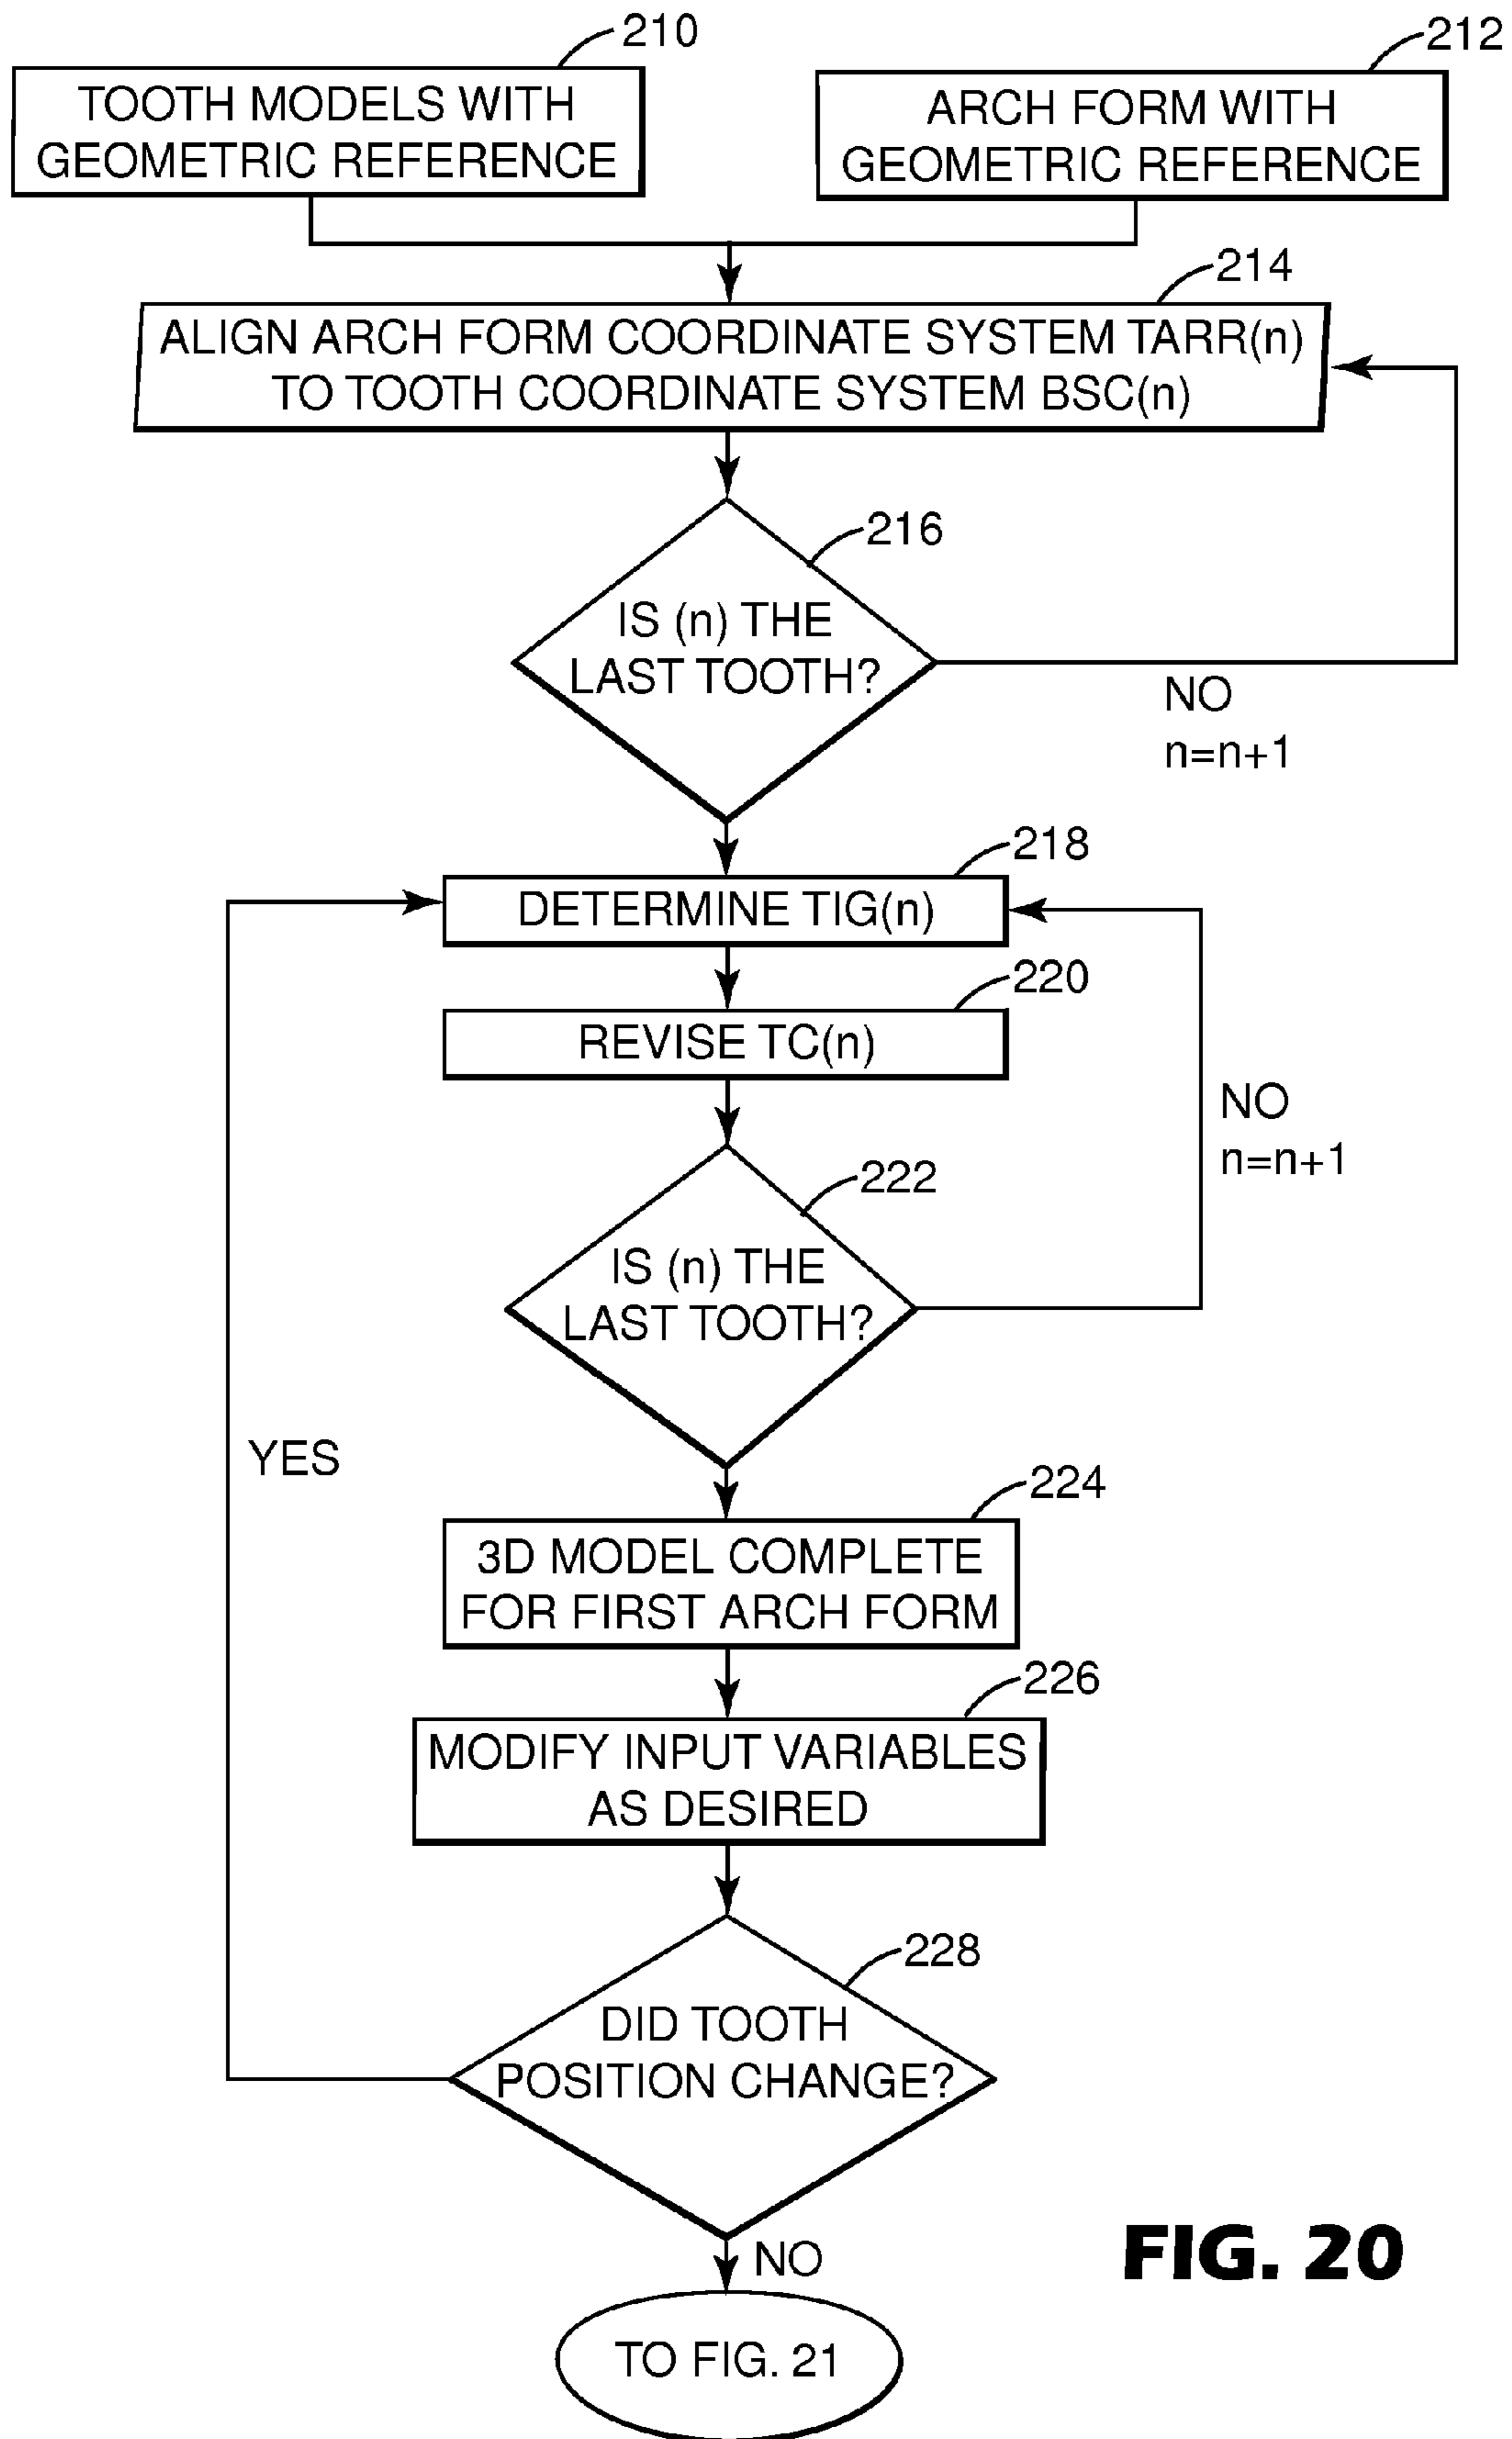 210
TOOTH MODELS WITH
GEOMETRIC REFERENCE
212
ARCH FORM WITH
GEOMETRIC REFERENCE
214
ALIGN ARCH FORM COORDINATE SYSTEM TARR(n)
TO TOOTH COORDINATE SYSTEM BSC(n)
216
IS (n) THE
LAST TOOTH?
NO
n=n+1
218
DETERMINE TIG(n)
220
REVISE TC(n)
222
IS (n) THE
LAST TOOTH?
NO
n=n+1
YES
224
3D MODEL COMPLETE
FOR FIRST ARCH FORM
226
MODIFY INPUT VARIABLES
AS DESIRED
228
DID TOOTH
POSITION CHANGE?
NO
TO FIG. 21
FIG. 20